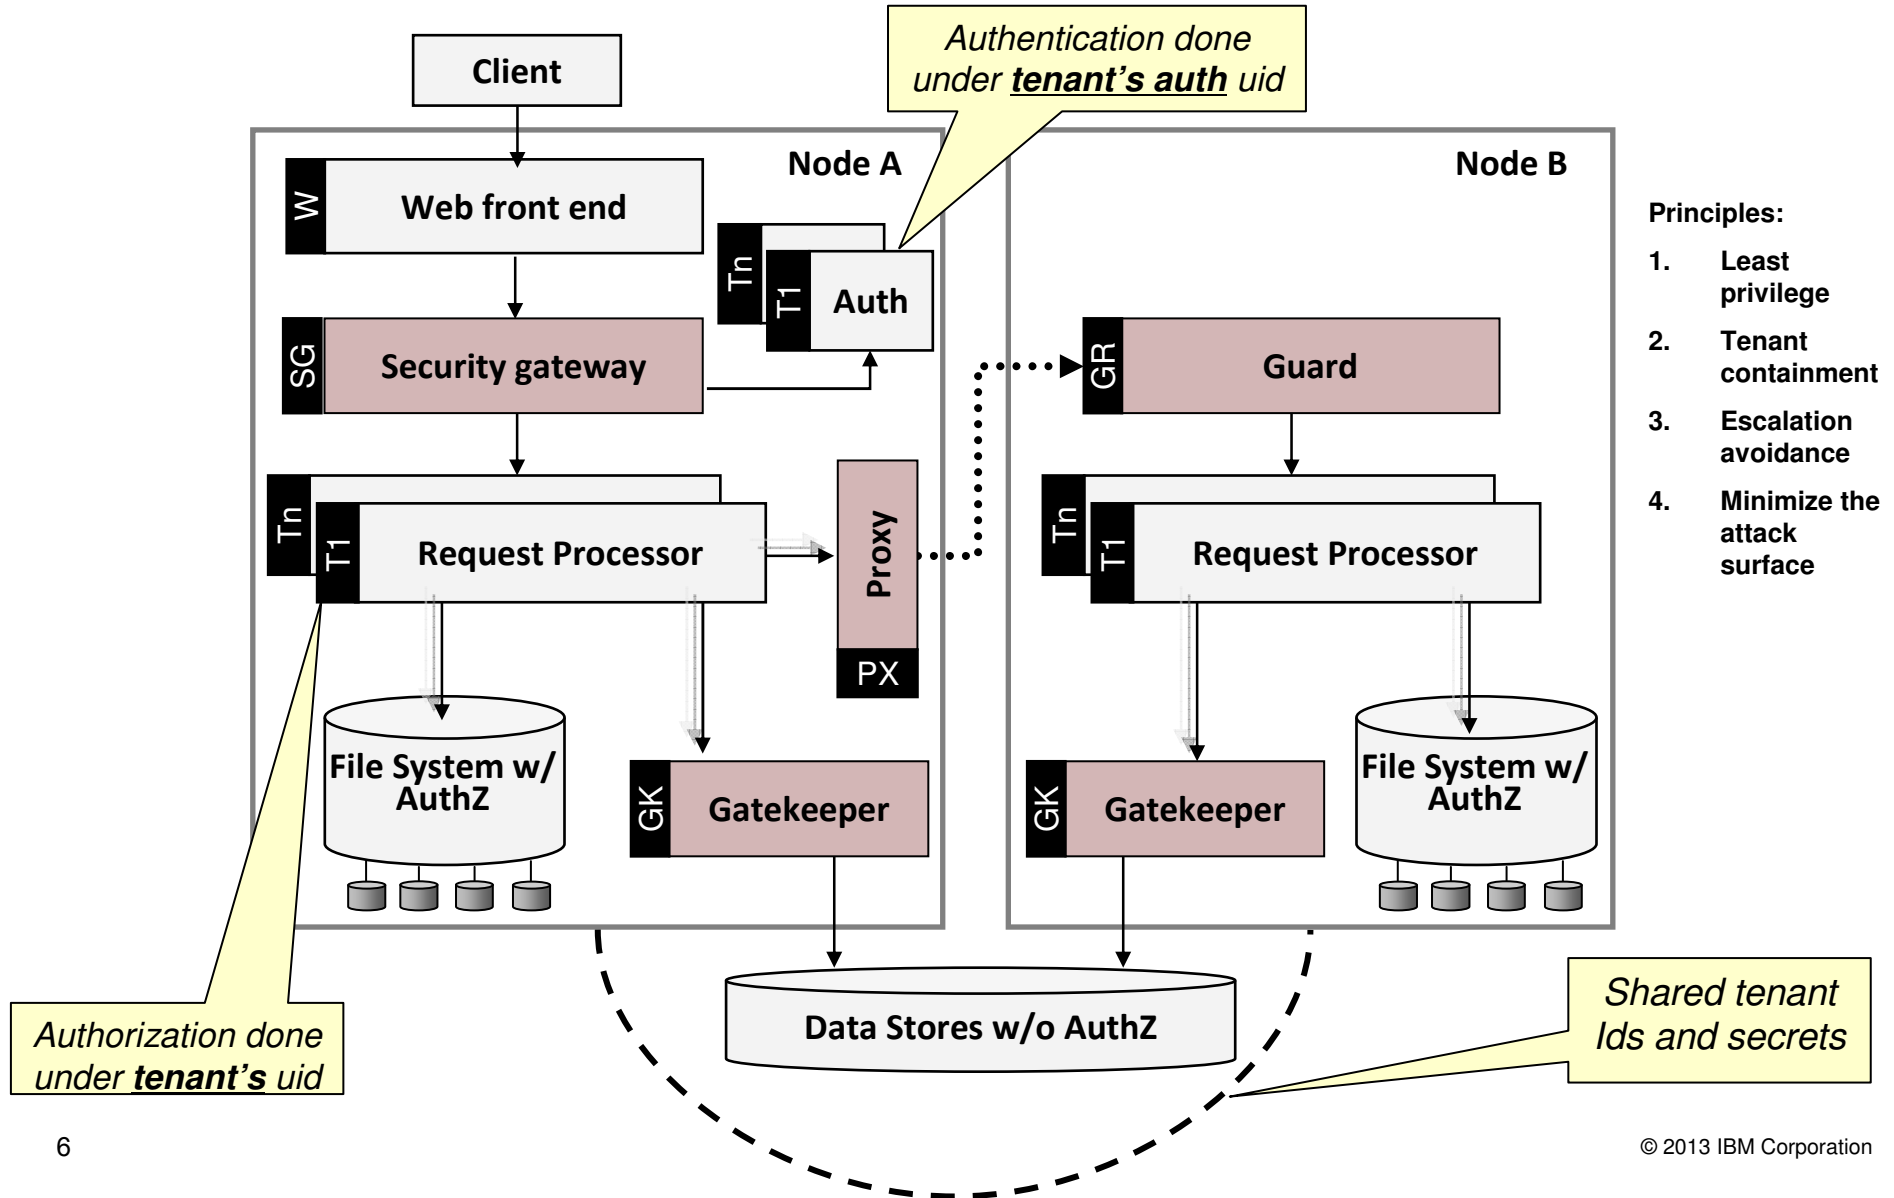 Client
Authentication done
under tenant's auth uid
Node A
Node B
W
Web front end
Tn
T1
Auth
SG
Security gateway
GR
Guard
Tn
T1
Request Processor
Proxy
PX
Tn
T1
Request Processor
File System w/
AuthZ
GK
Gatekeeper
GK
Gatekeeper
File System w/
AuthZ
Data Stores w/o AuthZ
Principles:
1. Least
privilege
2. Tenant
containment
3. Escalation
avoidance
4. Minimize the
attack
surface
Authorization done
under tenant's uid
Shared tenant
Ids and secrets
6
© 2013 IBM Corporation